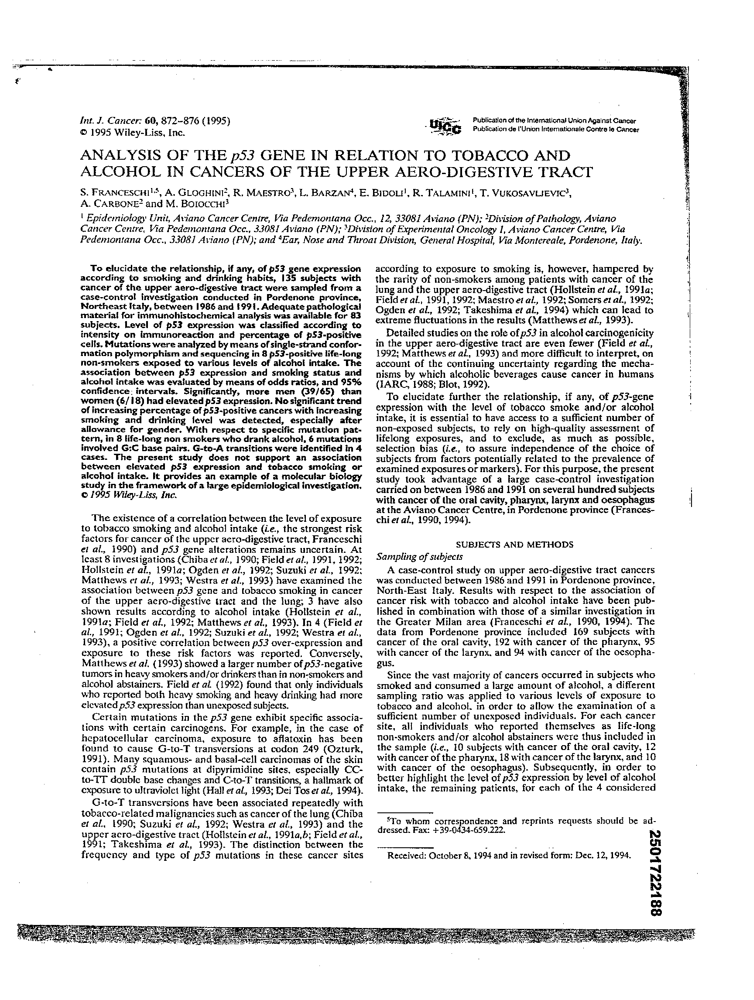 Int. J. Cancer: 60, 872–876 (1995)
© 1995 Wiley-Liss, Inc.
UICC
Publication of the International Union Against Cancer
Publication de l'Union Internationale Contre le Cancer
ANALYSIS OF THE p53 GENE IN RELATION TO TOBACCO AND
ALCOHOL IN CANCERS OF THE UPPER AERO-DIGESTIVE TRACT
S. FRANCESCHI1,5, A. GLOGHINI2, R. MAESTRO3, L. BARZAN4, E. BIDOLI1, R. TALAMINI1, T. VUKOSAVLJEVIC3,
A. CARBONE2 and M. BOIOCCHI3
1 Epidemiology Unit, Aviano Cancer Centre, Via Pedemontana Occ., 12, 33081 Aviano (PN); 2Division of Pathology, Aviano
Cancer Centre, Via Pedemontana Occ., 33081 Aviano (PN); 3Division of Experimental Oncology I, Aviano Cancer Centre, Via
Pedemontana Occ., 33081 Aviano (PN); and 4Ear, Nose and Throat Division, General Hospital, Via Montereale, Pordenone, Italy.
To elucidate the relationship, if any, of p53 gene expression
according to smoking and drinking habits, 135 subjects with
cancer of the upper aero-digestive tract were sampled from a
case-control investigation conducted in Pordenone province,
Northeast Italy, between 1986 and 1991. Adequate pathological
material for immunohistochemical analysis was available for 83
subjects. Level of p53 expression was classified according to
intensity on immunoreaction and percentage of p53-positive
cells. Mutations were analyzed by means of single-strand confor-
mation polymorphism and sequencing in 8 p53-positive life-long
non-smokers exposed to various levels of alcohol intake. The
association between p53 expression and smoking status and
alcohol intake was evaluated by means of odds ratios, and 95%
confidence intervals. Significantly, more men (39/65) than
women (6/18) had elevated p53 expression. No significant trend
of increasing percentage of p53-positive cancers with increasing
smoking and drinking level was detected, especially after
allowance for gender. With respect to specific mutation pat-
tern, in 8 life-long non smokers who drank alcohol, 6 mutations
involved G:C base pairs. G-to-A transitions were identified in 4
cases. The present study does not support an association
between elevated p53 expression and tobacco smoking or
alcohol intake. It provides an example of a molecular biology
study in the framework of a large epidemiological investigation.
© 1995 Wiley-Liss, Inc.
The existence of a correlation between the level of exposure
to tobacco smoking and alcohol intake (i.e., the strongest risk
factors for cancer of the upper aero-digestive tract, Franceschi
et al., 1990) and p53 gene alterations remains uncertain. At
least 8 investigations (Chiba et al., 1990; Field et al., 1991, 1992;
Hollstein et al., 1991a; Ogden et al., 1992; Suzuki et al., 1992;
Matthews et al., 1993; Westra et al., 1993) have examined the
association between p53 gene and tobacco smoking in cancer
of the upper aero-digestive tract and the lung; 3 have also
shown results according to alcohol intake (Hollstein et al.,
1991a; Field et al., 1992; Matthews et al., 1993). In 4 (Field et
al., 1991; Ogden et al., 1992; Suzuki et al., 1992; Westra et al.,
1993), a positive correlation between p53 over-expression and
exposure to these risk factors was reported. Conversely,
Matthews et al. (1993) showed a larger number of p53-negative
tumors in heavy smokers and/or drinkers than in non-smokers and
alcohol abstainers. Field et al. (1992) found that only individuals
who reported both heavy smoking and heavy drinking had more
elevated p53 expression than unexposed subjects.
Certain mutations in the p53 gene exhibit specific associa-
tions with certain carcinogens. For example, in the case of
hepatocellular carcinoma, exposure to aflatoxin has been
found to cause G-to-T transversions at codon 249 (Ozturk,
1991). Many squamous- and basal-cell carcinomas of the skin
contain p53 mutations at dipyrimidine sites, especially CC-
to-TT double base changes and C-to-T transitions, a hallmark of
exposure to ultraviolet light (Hall et al., 1993; Dei Tos et al., 1994).
G-to-T transversions have been associated repeatedly with
tobacco-related malignancies such as cancer of the lung (Chiba
et al., 1990; Suzuki et al., 1992; Westra et al., 1993) and the
upper aero-digestive tract (Hollstein et al., 1991a,b; Field et al.,
1991; Takeshima et al., 1993). The distinction between the
frequency and type of p53 mutations in these cancer sites
according to exposure to smoking is, however, hampered by
the rarity of non-smokers among patients with cancer of the
lung and the upper aero-digestive tract (Hollstein et al., 1991a;
Field et al., 1991, 1992; Maestro et al., 1992; Somers et al., 1992;
Ogden et al., 1992; Takeshima et al., 1994) which can lead to
extreme fluctuations in the results (Matthews et al., 1993).
Detailed studies on the role of p53 in alcohol carcinogenicity
in the upper aero-digestive tract are even fewer (Field et al.,
1992; Matthews et al., 1993) and more difficult to interpret, on
account of the continuing uncertainty regarding the mecha-
nisms by which alcoholic beverages cause cancer in humans
(IARC, 1988; Blot, 1992).
To elucidate further the relationship, if any, of p53-gene
expression with the level of tobacco smoke and/or alcohol
intake, it is essential to have access to a sufficient number of
non-exposed subjects, to rely on high-quality assessment of
lifelong exposures, and to exclude, as much as possible,
selection bias (i.e., to assure independence of the choice of
subjects from factors potentially related to the prevalence of
examined exposures or markers). For this purpose, the present
study took advantage of a large case-control investigation
carried on between 1986 and 1991 on several hundred subjects
with cancer of the oral cavity, pharynx, larynx and oesophagus
at the Aviano Cancer Centre, in Pordenone province (Frances-
chi et al., 1990, 1994).
SUBJECTS AND METHODS
Sampling of subjects
A case-control study on upper aero-digestive tract cancers
was conducted between 1986 and 1991 in Pordenone province,
North-East Italy. Results with respect to the association of
cancer risk with tobacco and alcohol intake have been pub-
lished in combination with those of a similar investigation in
the Greater Milan area (Franceschi et al., 1990, 1994). The
data from Pordenone province included 169 subjects with
cancer of the oral cavity, 192 with cancer of the pharynx, 95
with cancer of the larynx, and 94 with cancer of the oesopha-
gus.
Since the vast majority of cancers occurred in subjects who
smoked and consumed a large amount of alcohol, a different
sampling ratio was applied to various levels of exposure to
tobacco and alcohol, in order to allow the examination of a
sufficient number of unexposed individuals. For each cancer
site, all individuals who reported themselves as life-long
non-smokers and/or alcohol abstainers were thus included in
the sample (i.e., 10 subjects with cancer of the oral cavity, 12
with cancer of the pharynx, 18 with cancer of the larynx, and 10
with cancer of the oesophagus). Subsequently, in order to
better highlight the level of p53 expression by level of alcohol
intake, the remaining patients, for each of the 4 considered
5To whom correspondence and reprints requests should be ad-
dressed. Fax: +39-0434-659.222.
Received: October 8, 1994 and in revised form: Dec. 12, 1994.
2501722188